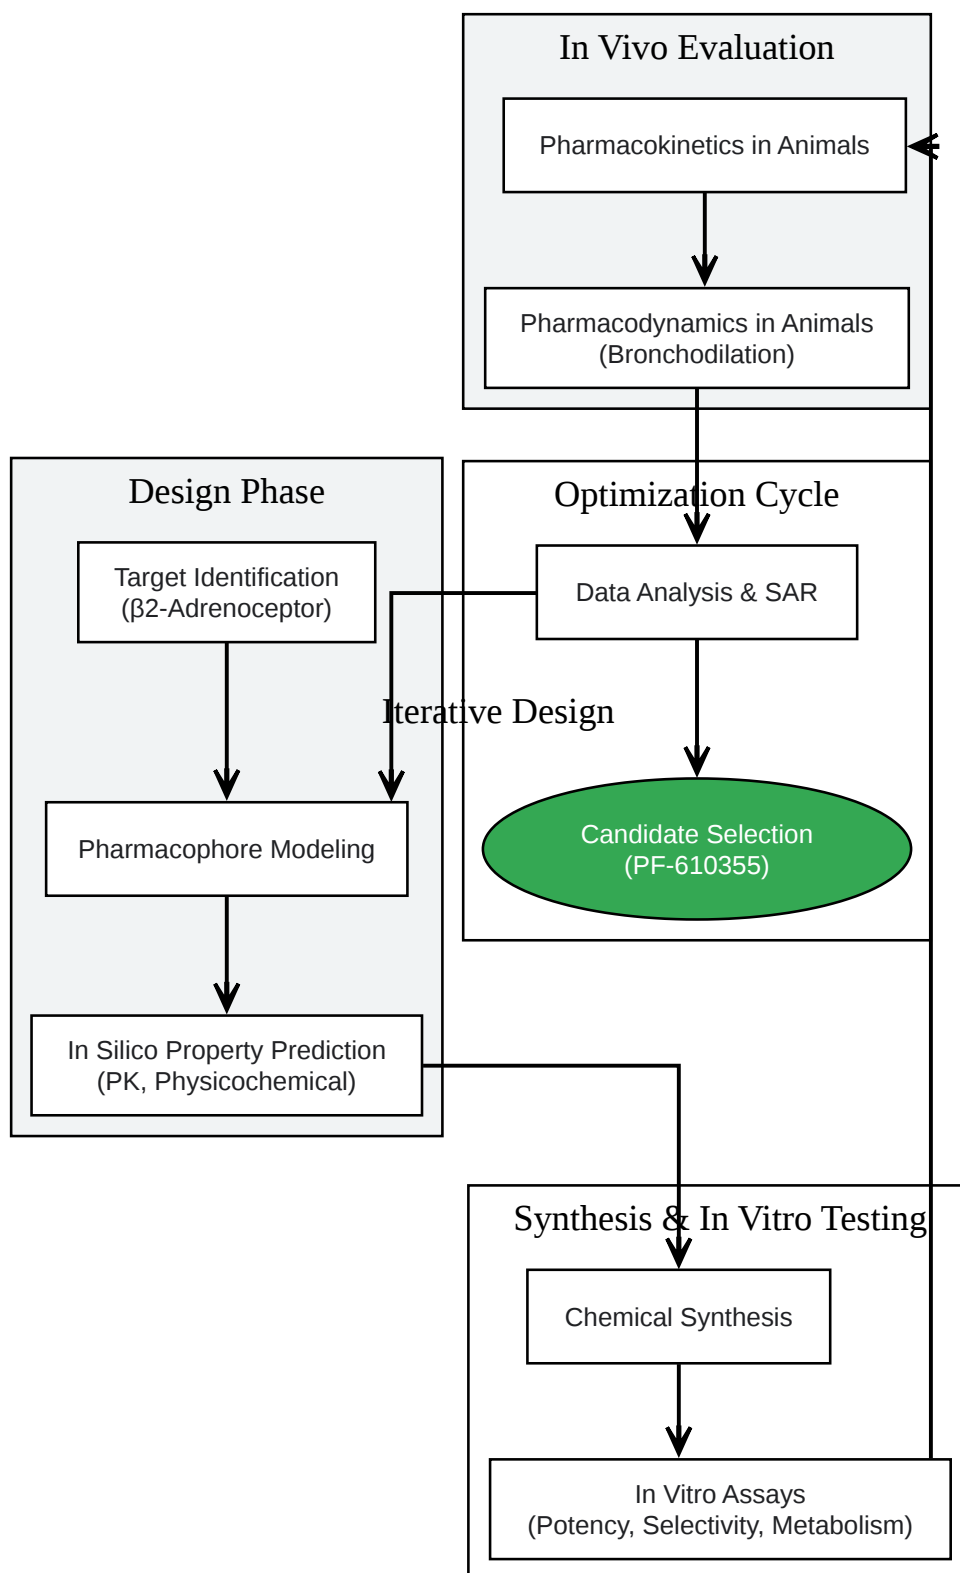 In Vivo Evaluation
Pharmacokinetics in Animals
Pharmacodynamics in Animals
(Bronchodilation)
Design Phase
Target Identification
(β2-Adrenoceptor)
Optimization Cycle
Data Analysis & SAR
Iterative Design
Pharmacophore Modeling
Candidate Selection
(PF-610355)
In Silico Property Prediction
(PK, Physicochemical)
Synthesis & In Vitro Testing
Chemical Synthesis
In Vitro Assays
(Potency, Selectivity, Metabolism)